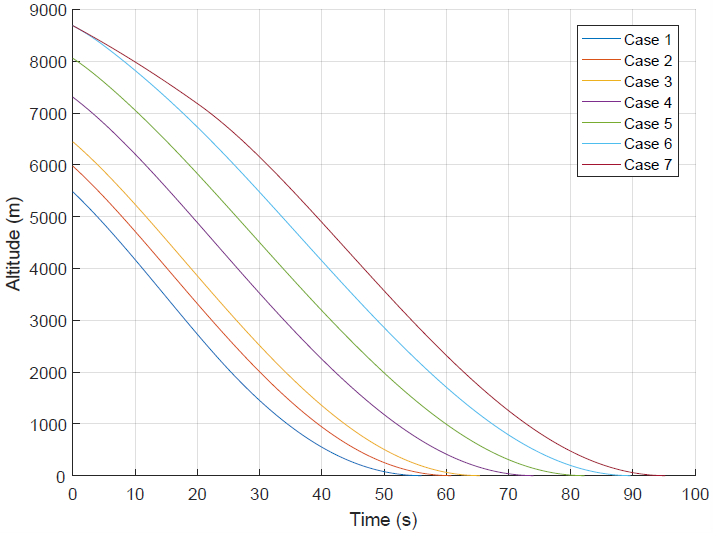 9000
8000
7000
6000
5000
4000
3000
2000
1000
0
Altitude (m)
0 10 20 30 40 50 60 70 80 90 100
Time (s)
Case 1
Case 2
Case 3
Case 4
Case 5
Case 6
Case 7